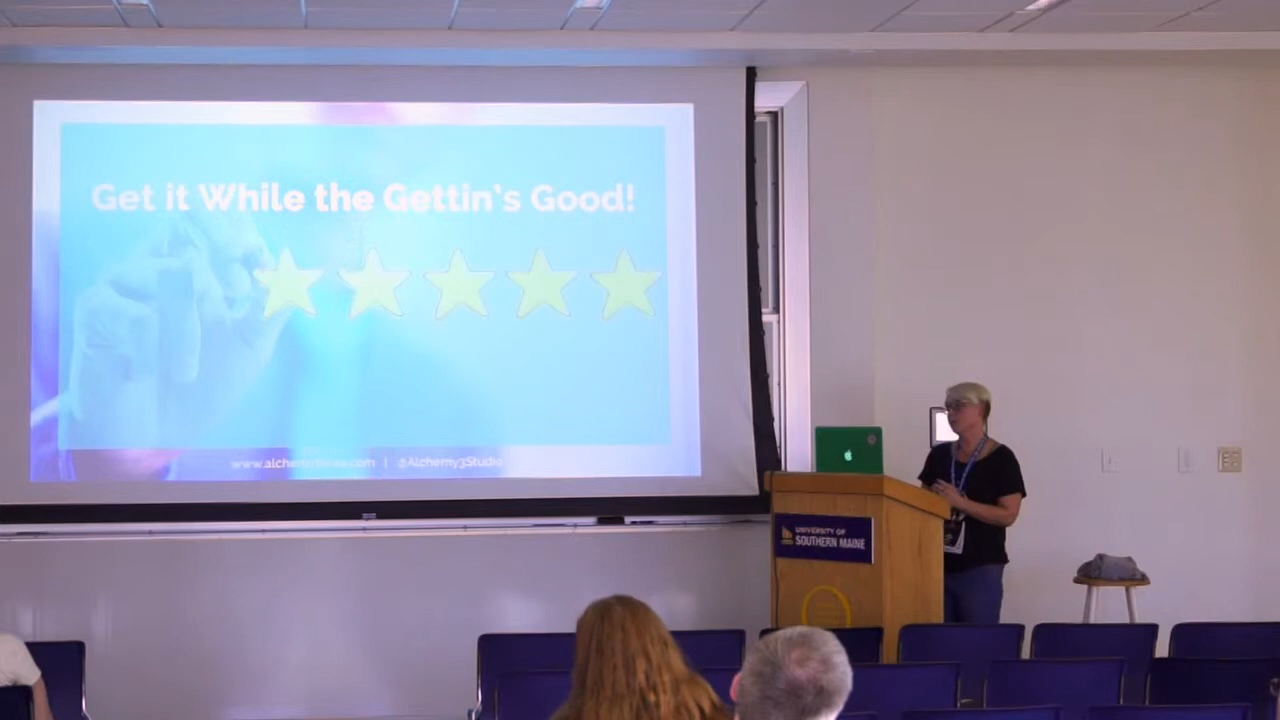 Get it While the Gettin's Good!
| @Alchemy3Studio
UNIVERSITY OF
SOUTHERN MAINE